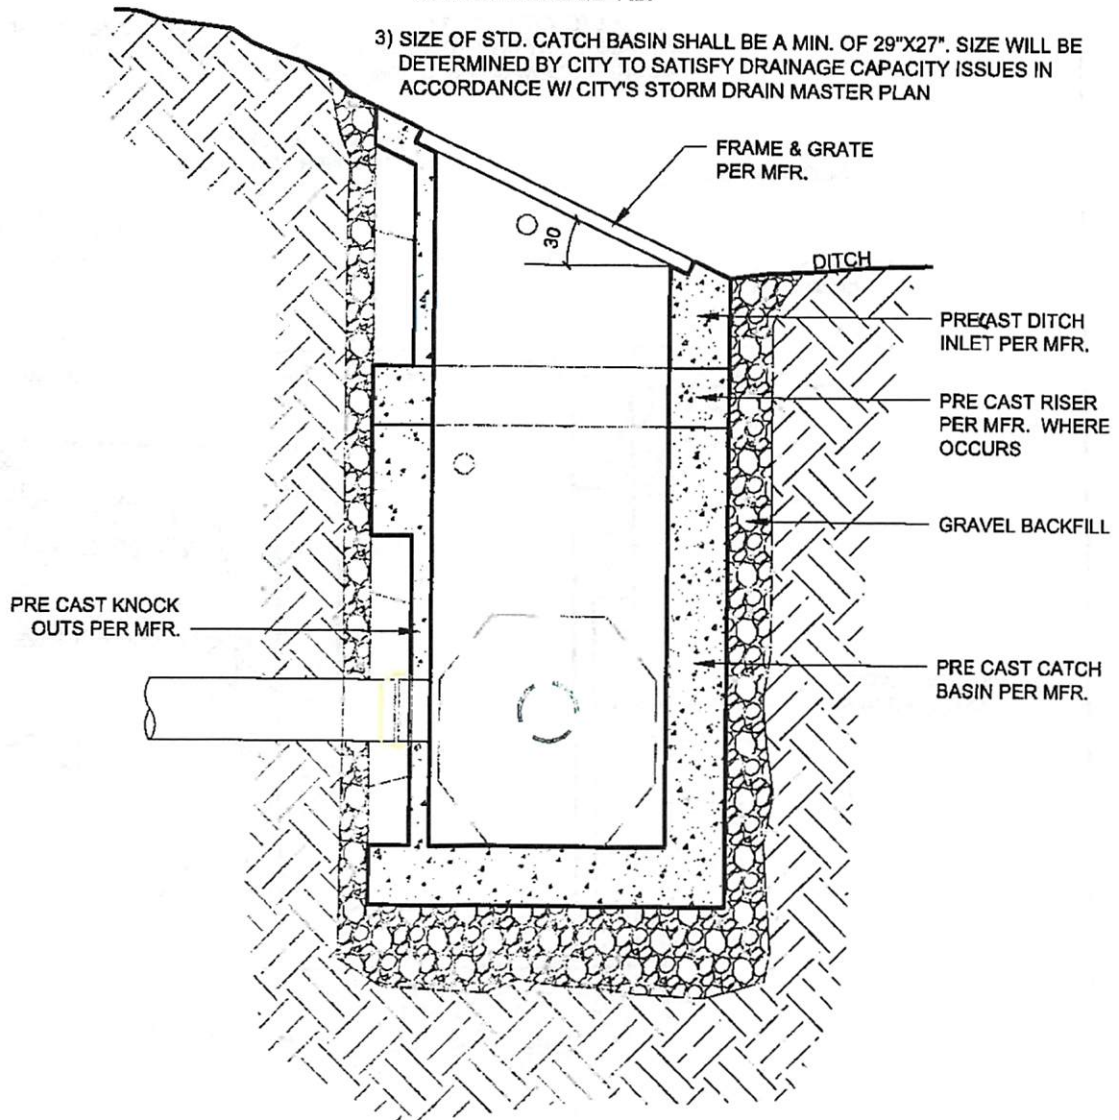 3) SIZE OF STD. CATCH BASIN SHALL BE A MIN. OF 29"X27". SIZE WILL BE
DETERMINED BY CITY TO SATISFY DRAINAGE CAPACITY ISSUES IN
ACCORDANCE W/ CITY'S STORM DRAIN MASTER PLAN
FRAME & GRATE
PER MFR.
30
DITCH
PRECAST DITCH
INLET PER MFR.
PRE CAST RISER
PER MFR. WHERE
OCCURS
GRAVEL BACKFILL
PRE CAST KNOCK
OUTS PER MFR.
PRE CAST CATCH
BASIN PER MFR.